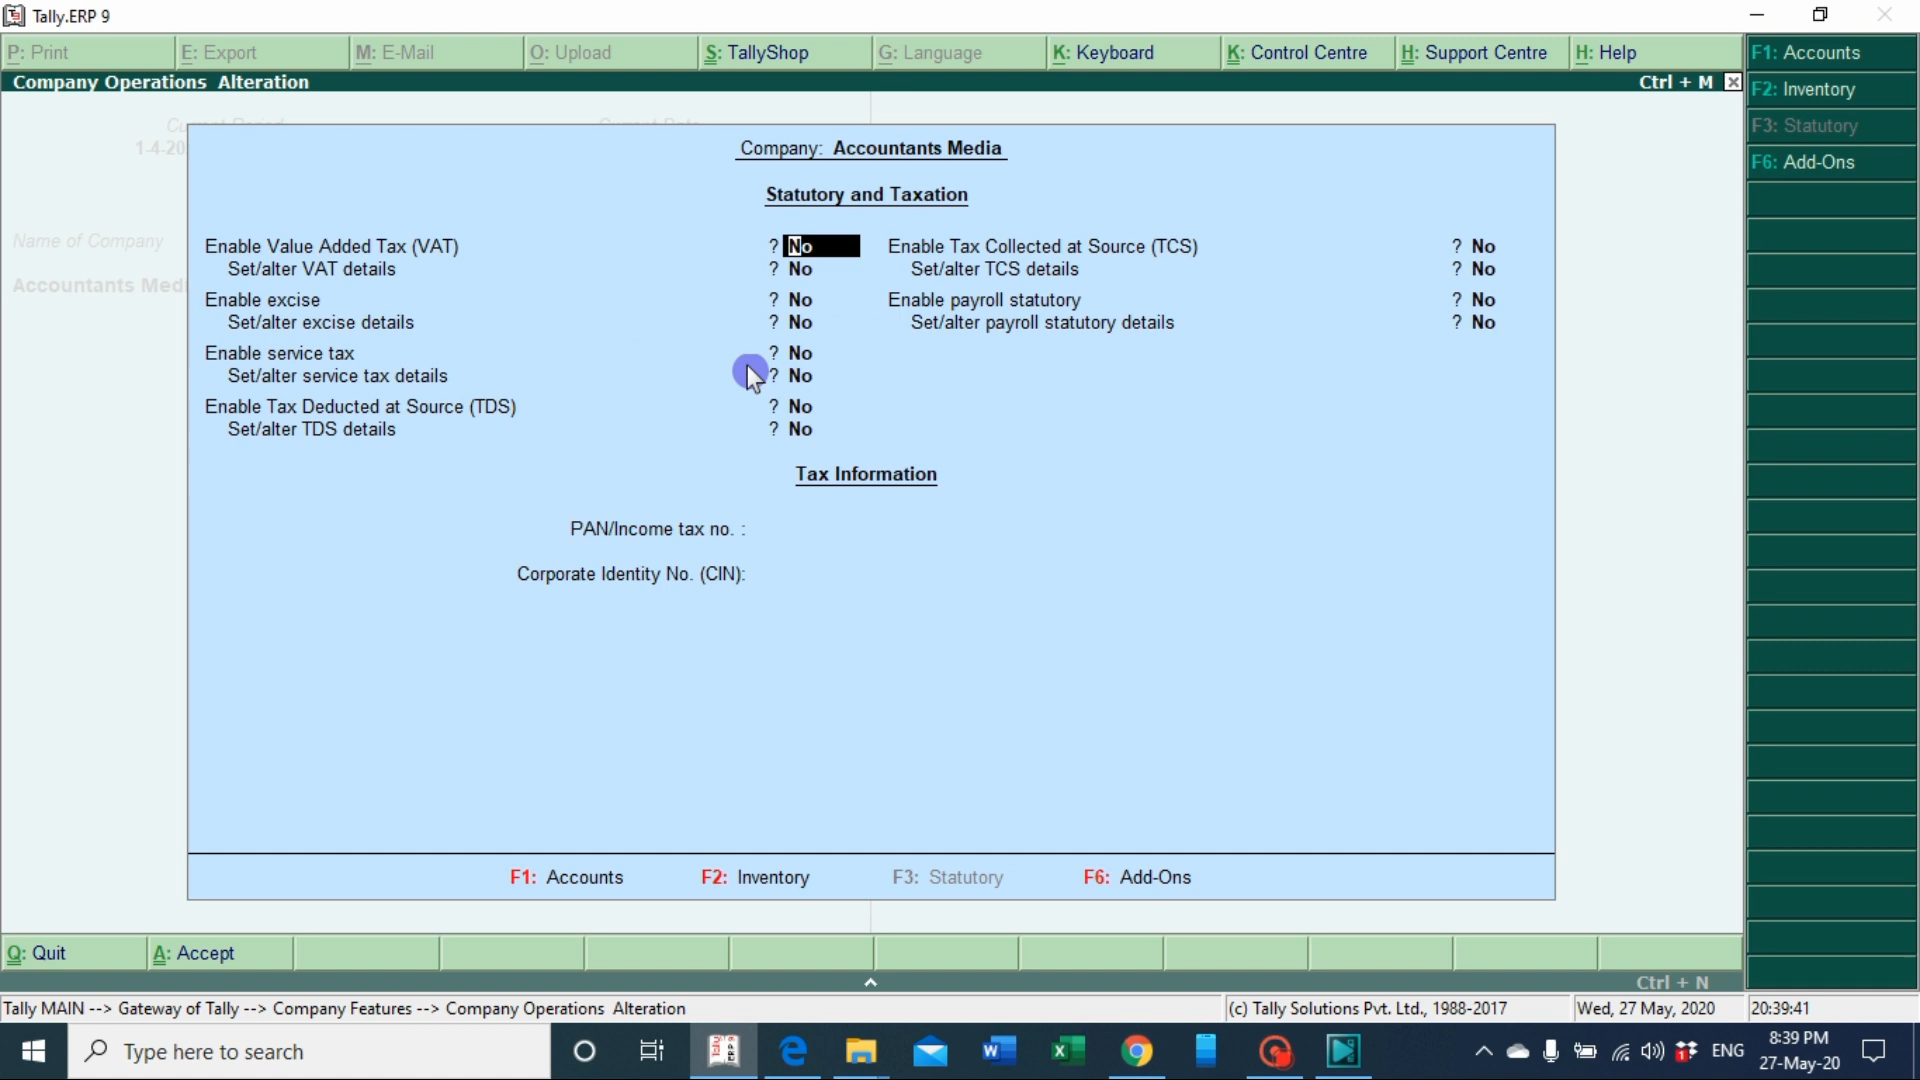 Tally.ERP 9
P: Print E: Export M: E-Mail O: Upload S: TallyShop G: Language K: Keyboard K: Control Centre H: Support Centre H: Help
F1: Accounts
F2: Inventory
F3: Statutory
F6: Add-Ons
Company Operations Alteration Ctrl + M
Current Period Current Date
1-4-20
Name of Company
Accountants Medi
Company: Accountants Media
Statutory and Taxation
Enable Value Added Tax (VAT) ? No Enable Tax Collected at Source (TCS) ? No
Set/alter VAT details ? No Set/alter TCS details ? No
Enable excise ? No Enable payroll statutory ? No
Set/alter excise details ? No Set/alter payroll statutory details ? No
Enable service tax ? No
Set/alter service tax details ? No
Enable Tax Deducted at Source (TDS) ? No
Set/alter TDS details ? No
Tax Information
PAN/Income tax no. :
Corporate Identity No. (CIN):
F1: Accounts F2: Inventory F3: Statutory F6: Add-Ons
Q: Quit A: Accept
Ctrl + N
Tally MAIN --> Gateway of Tally --> Company Features --> Company Operations Alteration (c) Tally Solutions Pvt. Ltd., 1988-2017 Wed, 27 May, 2020 20:39:41
Type here to search
ENG
8:39 PM
27-May-20